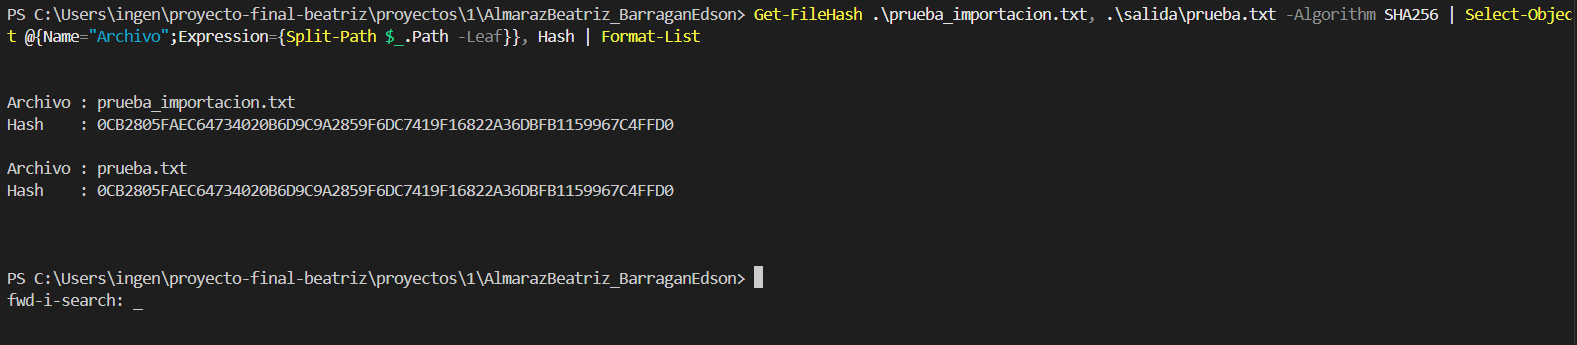 PS C:\Users\ingen\proyecto-final-beatriz\proyectos\1\AlmarazBeatriz_BarraganEdson> Get-FileHash .\prueba_importacion.txt, .\salida\prueba.txt -Algorithm SHA256 | Select-Objec
t @{Name="Archivo";Expression={Split-Path $_.Path -Leaf}}, Hash | Format-List
Archivo : prueba_importacion.txt
Hash    : 0CB2805FAEC64734020B6D9C9A2859F6DC7419F16822A36DBFB1159967C4FFD0
Archivo : prueba.txt
Hash    : 0CB2805FAEC64734020B6D9C9A2859F6DC7419F16822A36DBFB1159967C4FFD0
PS C:\Users\ingen\proyecto-final-beatriz\proyectos\1\AlmarazBeatriz_BarraganEdson>
fwd-i-search: _